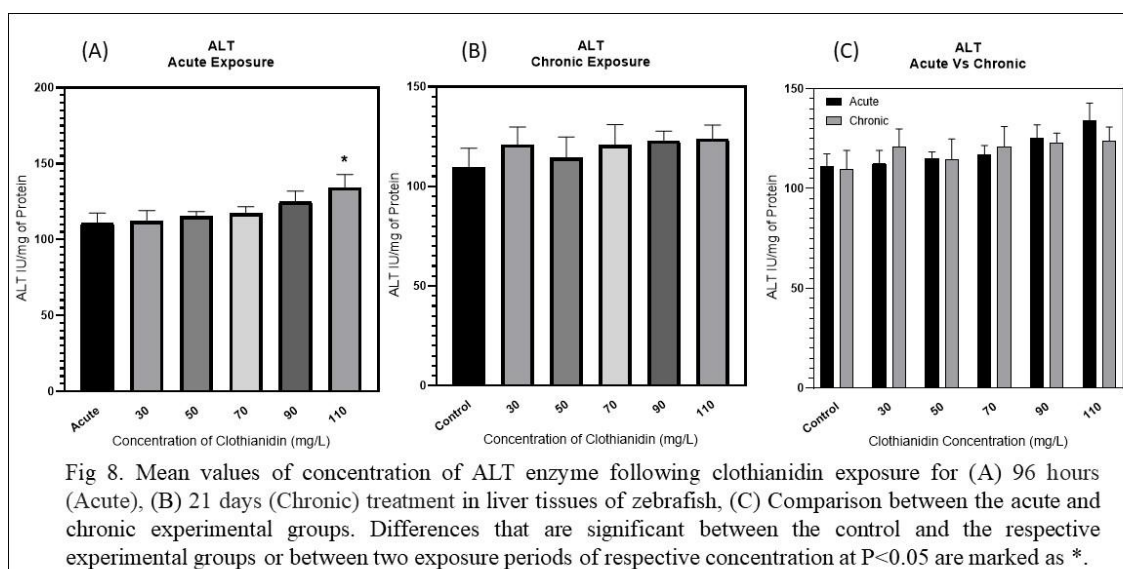 (A)
ALT
Acute Exposure
200
150
100
50
0
ALT IU/mg of Protein
*
Acute
30
50
70
90
110
Concentration of Clothianidin (mg/L)
(B)
ALT
Chronic Exposure
150
100
50
0
ALT IU/mg of Protein
Control
30
50
70
90
110
Concentration of Clothianidin (mg/L)
(C)
ALT
Acute Vs Chronic
150
100
50
0
ALT IU/mg of Protein
Acute
Chronic
Control
30
50
70
90
110
Clothianidin Concentration (mg/L)
Fig 8. Mean values of concentration of ALT enzyme following clothianidin exposure for (A) 96 hours
(Acute), (B) 21 days (Chronic) treatment in liver tissues of zebrafish, (C) Comparison between the acute and
chronic experimental groups. Differences that are significant between the control and the respective
experimental groups or between two exposure periods of respective concentration at P<0.05 are marked as *.